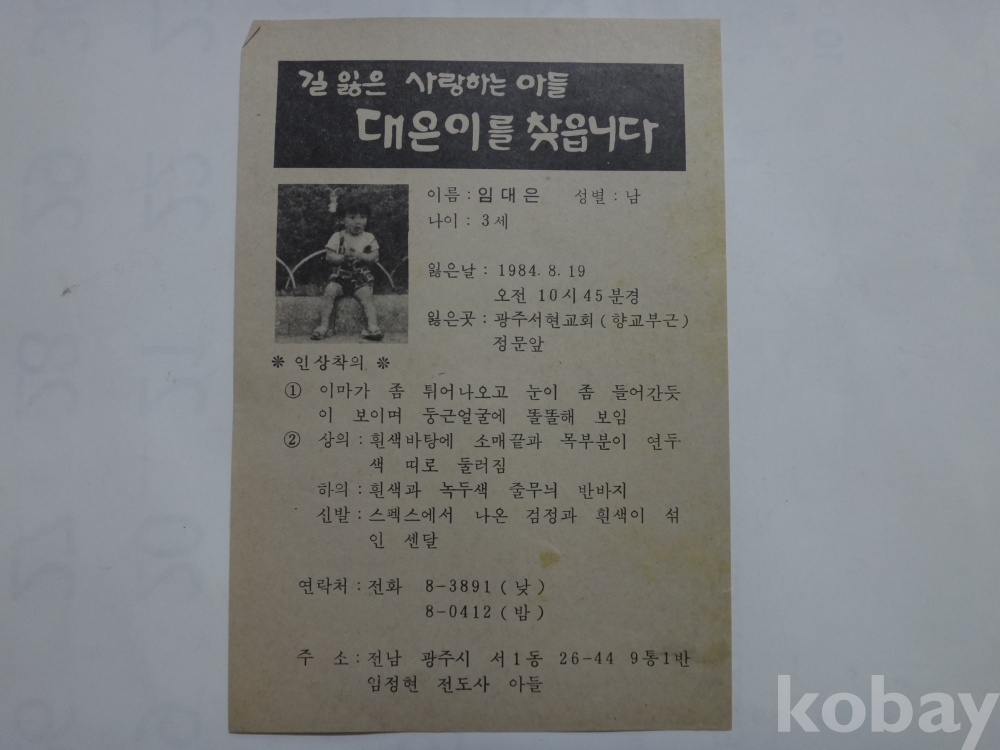 길 잃은 사랑하는 아들
대은이를 찾읍니다
이름 : 임대은 성별 : 남
나이 : 3세
잃은날 : 1984. 8. 19
오전 10시 45분경
잃은곳 : 광주서현교회 ( 향교부근 )
정문앞
※ 인상착의 ※
① 이마가 좀 튀어나오고 눈이 좀 들어간듯
이 보이며 둥근얼굴에 똘똘해 보임
② 상의 : 흰색바탕에 소매끝과 목부분이 연두
색 띠로 둘러짐
하의 : 흰색과 녹두색 줄무늬 반바지
신발 : 스펙스에서 나온 검정과 흰색이 섞
인 센달
연락처 : 전화 8-3891 ( 낮 )
8-0412 ( 밤 )
주 소 : 전남 광주시 서1동 26-44 9통1반
임정현 전도사 아들
kobay